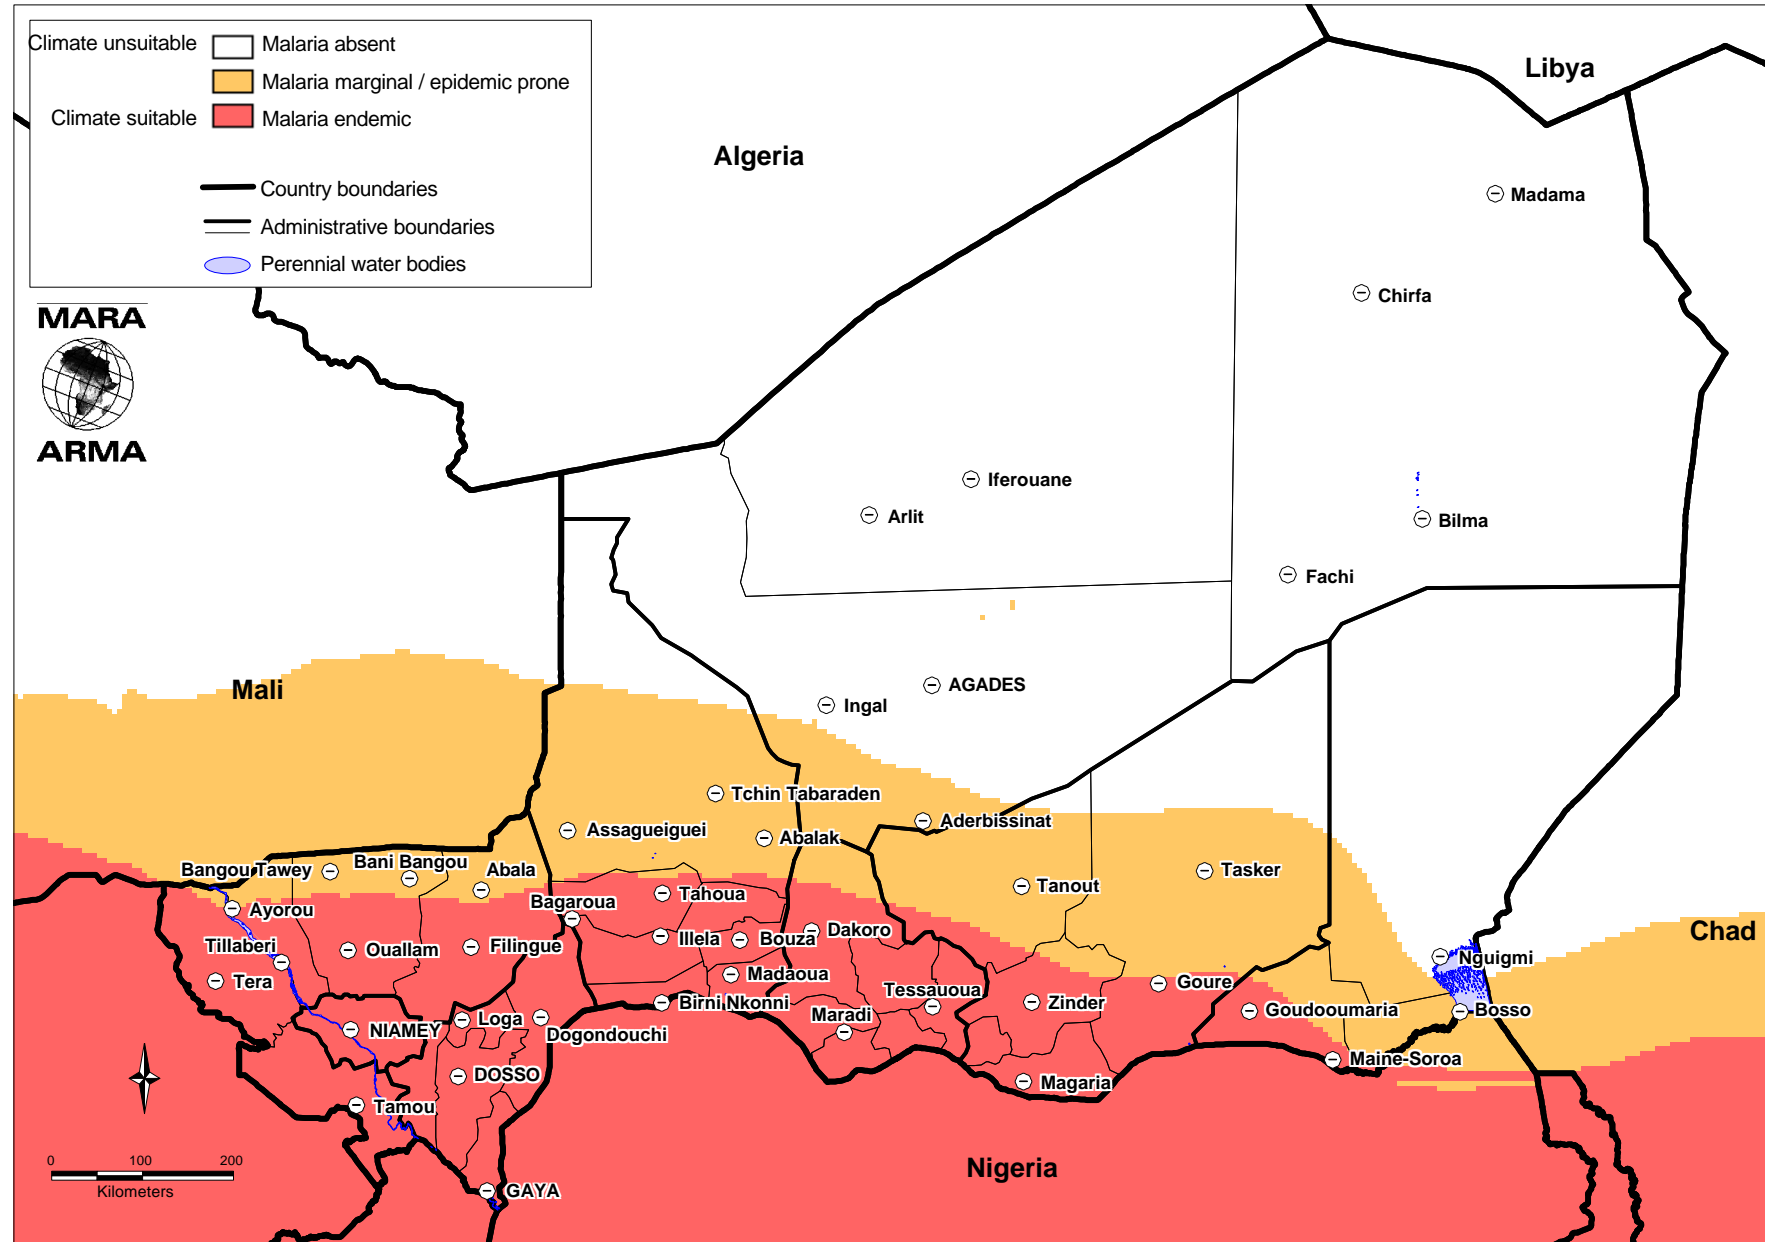 Climate unsuitable
Malaria absent
Malaria marginal / epidemic prone
Climate suitable
Malaria endemic
Country boundaries
Administrative boundaries
Perennial water bodies
MARA
ARMA
Libya
Algeria
Madama
Chirfa
Iferouane
Arlit
Bilma
Fachi
Mali
AGADES
Ingal
Tchin Tabaraden
Assagueiguei
Abalak
Aderbissinat
Bangou Tawey
Bani Bangou
Abala
Tasker
Tanout
Tahoua
Bagaroua
Ayorou
Tillaberi
Ouallam
Filingue
Illela
Bouza
Dakoro
Chad
Nguigmi
Tera
Madaoua
Tessauoua
Goure
Birni Nkonni
Maradi
Zinder
Goudooumaria
Bosso
NIAMEY
Loga
Dogondouchi
Maine-Soroa
DOSSO
Magaria
Tamou
Nigeria
GAYA
0 100 200
Kilometers